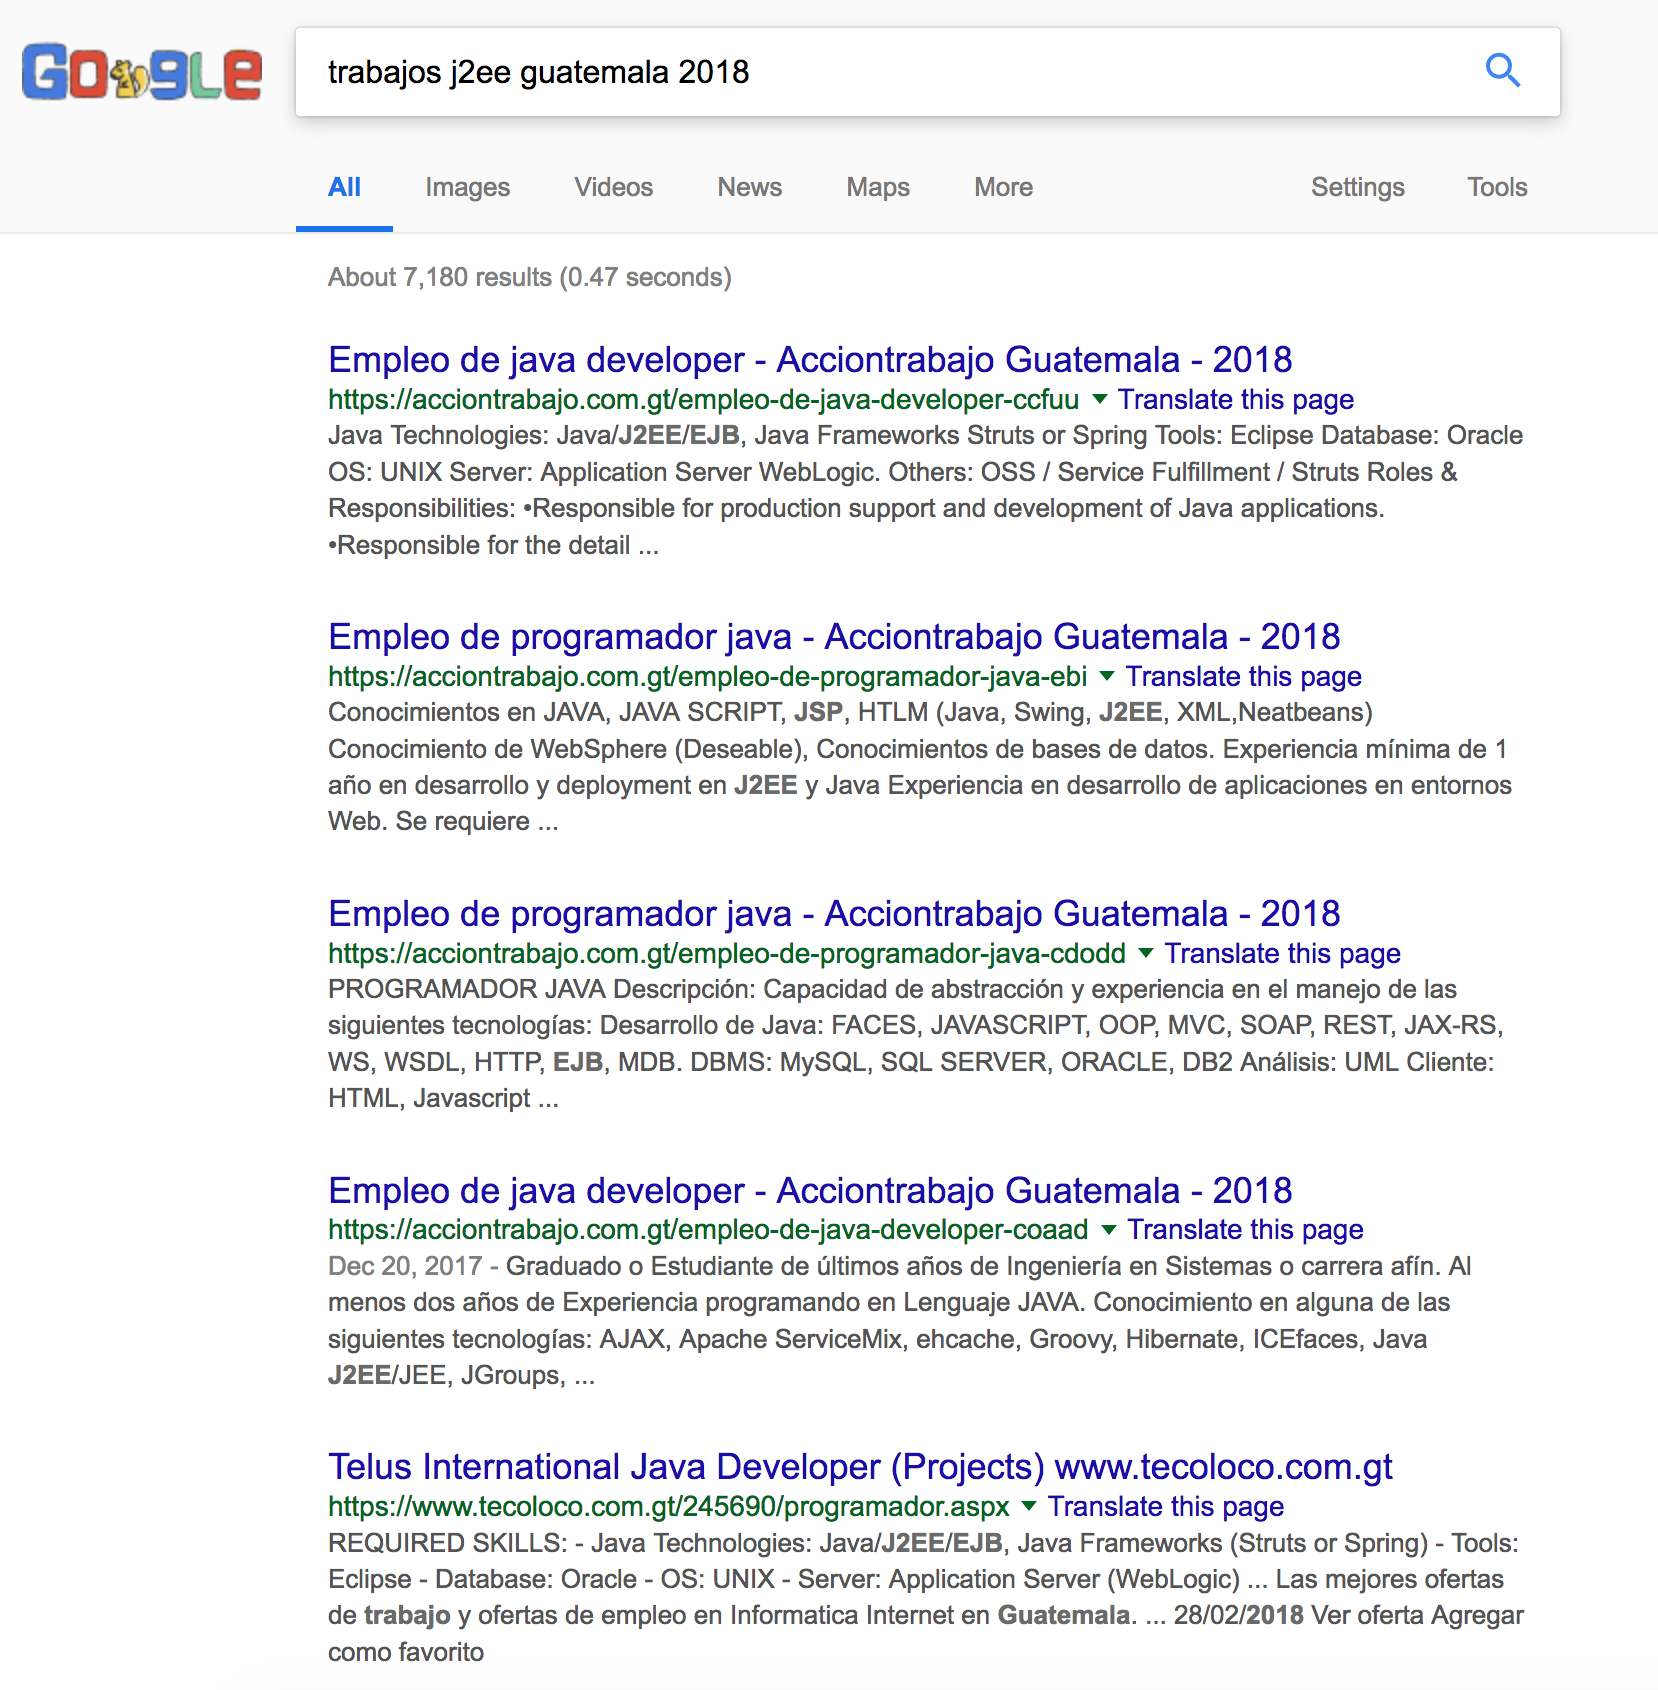 Google
trabajos j2ee guatemala 2018
All Images Videos News Maps More Settings Tools
About 7,180 results (0.47 seconds)
Empleo de java developer - Acciontrabajo Guatemala - 2018
https://acciontrabajo.com.gt/empleo-de-java-developer-ccfuu ▼ Translate this page
Java Technologies: Java/J2EE/EJB, Java Frameworks Struts or Spring Tools: Eclipse Database: Oracle
OS: UNIX Server: Application Server WebLogic. Others: OSS / Service Fulfillment / Struts Roles &
Responsibilities: •Responsible for production support and development of Java applications.
•Responsible for the detail ...
Empleo de programador java - Acciontrabajo Guatemala - 2018
https://acciontrabajo.com.gt/empleo-de-programador-java-ebi ▼ Translate this page
Conocimientos en JAVA, JAVA SCRIPT, JSP, HTLM (Java, Swing, J2EE, XML,Neatbeans)
Conocimiento de WebSphere (Deseable), Conocimientos de bases de datos. Experiencia mínima de 1
año en desarrollo y deployment en J2EE y Java Experiencia en desarrollo de aplicaciones en entornos
Web. Se requiere ...
Empleo de programador java - Acciontrabajo Guatemala - 2018
https://acciontrabajo.com.gt/empleo-de-programador-java-cdodd ▼ Translate this page
PROGRAMADOR JAVA Descripción: Capacidad de abstracción y experiencia en el manejo de las
siguientes tecnologías: Desarrollo de Java: FACES, JAVASCRIPT, OOP, MVC, SOAP, REST, JAX-RS,
WS, WSDL, HTTP, EJB, MDB. DBMS: MySQL, SQL SERVER, ORACLE, DB2 Análisis: UML Cliente:
HTML, Javascript ...
Empleo de java developer - Acciontrabajo Guatemala - 2018
https://acciontrabajo.com.gt/empleo-de-java-developer-coaad ▼ Translate this page
Dec 20, 2017 - Graduado o Estudiante de últimos años de Ingeniería en Sistemas o carrera afín. Al
menos dos años de Experiencia programando en Lenguaje JAVA. Conocimiento en alguna de las
siguientes tecnologías: AJAX, Apache ServiceMix, ehcache, Groovy, Hibernate, ICEfaces, Java
J2EE/JEE, JGroups, ...
Telus International Java Developer (Projects) www.tecoloco.com.gt
https://www.tecoloco.com.gt/245690/programador.aspx ▼ Translate this page
REQUIRED SKILLS: - Java Technologies: Java/J2EE/EJB, Java Frameworks (Struts or Spring) - Tools:
Eclipse - Database: Oracle - OS: UNIX - Server: Application Server (WebLogic) ... Las mejores ofertas
de trabajo y ofertas de empleo en Informatica Internet en Guatemala. ... 28/02/2018 Ver oferta Agregar
como favorito